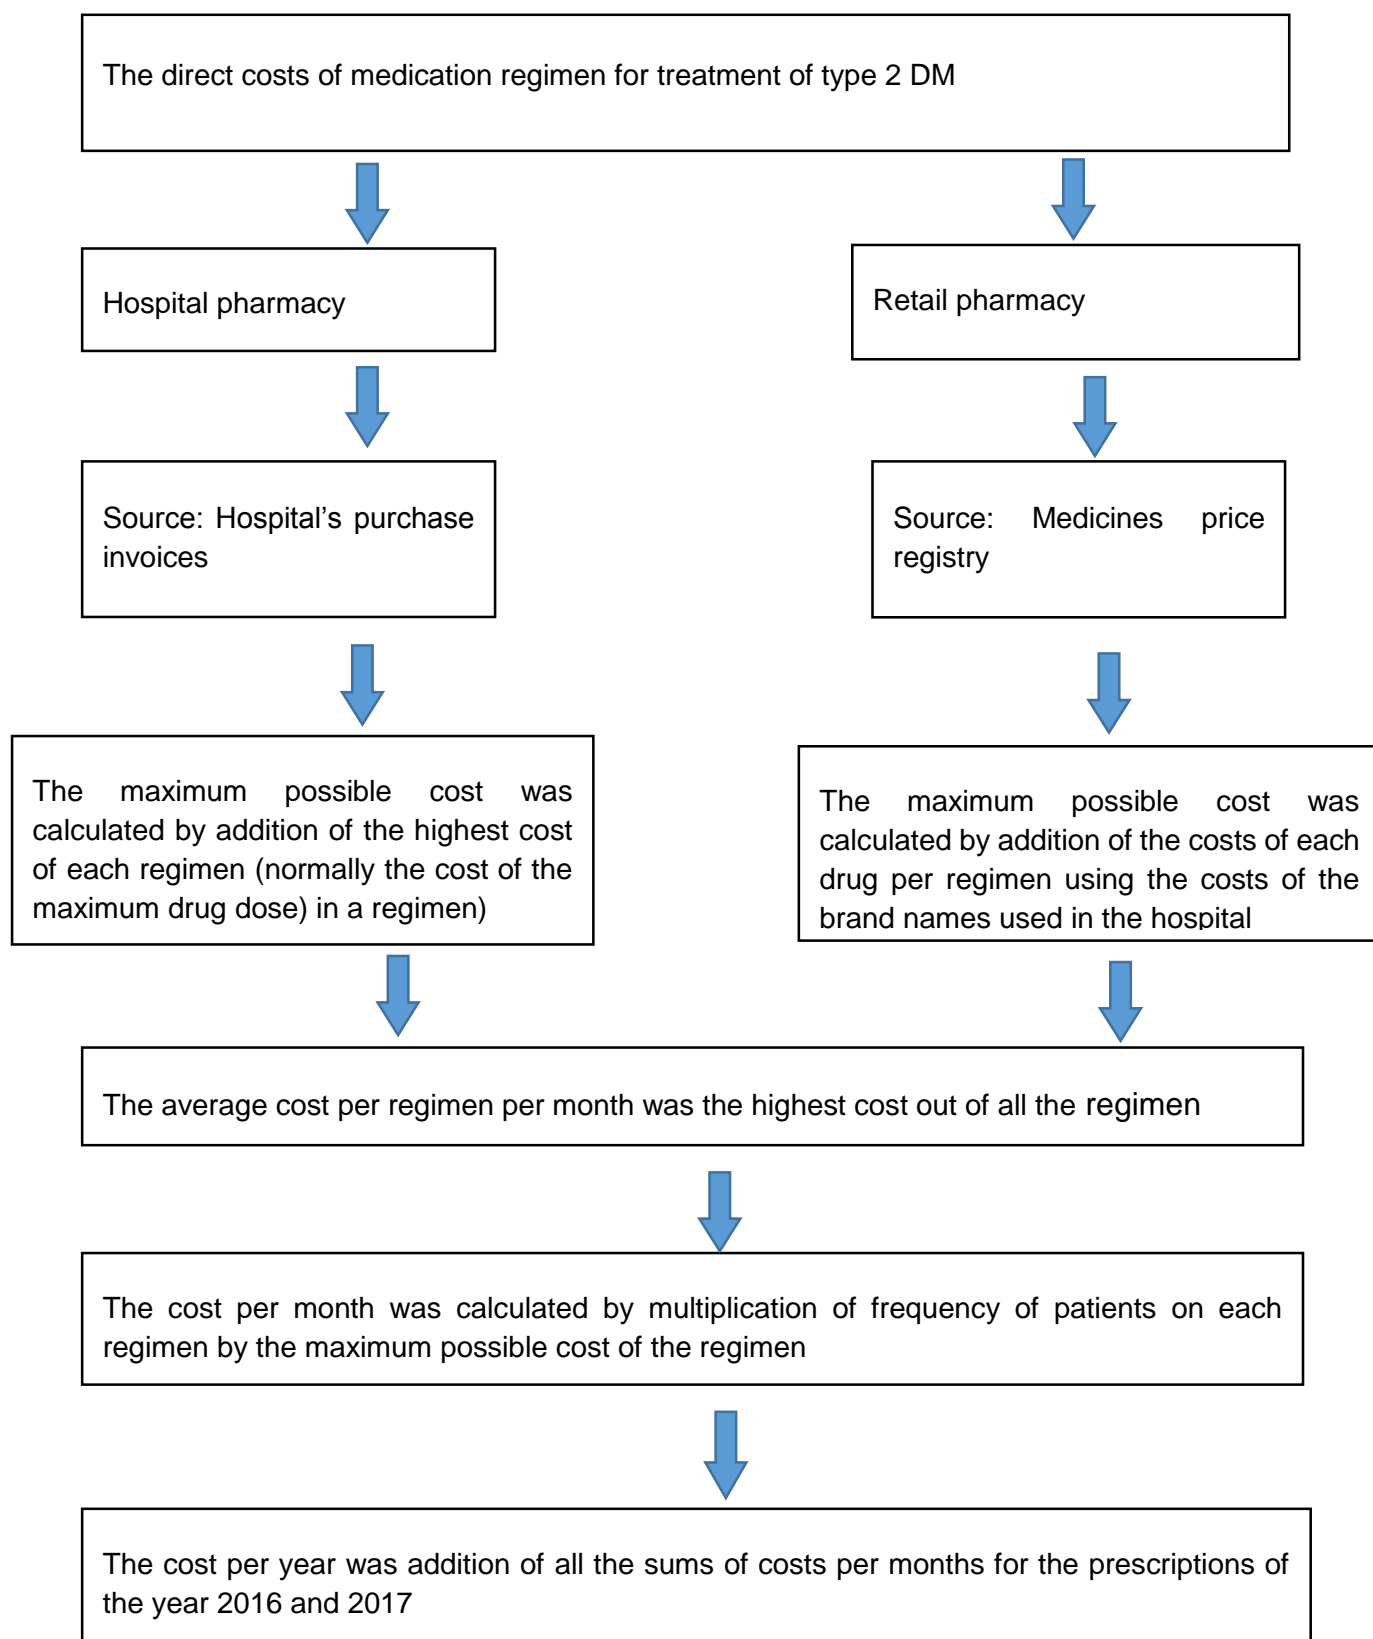 The direct costs of medication regimen for treatment of type 2 DM
Hospital pharmacy
Retail pharmacy
Source: Hospital’s purchase
invoices
Source: Medicines price
registry
The maximum possible cost was
calculated by addition of the highest cost
of each regimen (normally the cost of the
maximum drug dose) in a regimen)
The maximum possible cost was
calculated by addition of the costs of each
drug per regimen using the costs of the
brand names used in the hospital
The average cost per regimen per month was the highest cost out of all the regimen
The cost per month was calculated by multiplication of frequency of patients on each
regimen by the maximum possible cost of the regimen
The cost per year was addition of all the sums of costs per months for the prescriptions of
the year 2016 and 2017